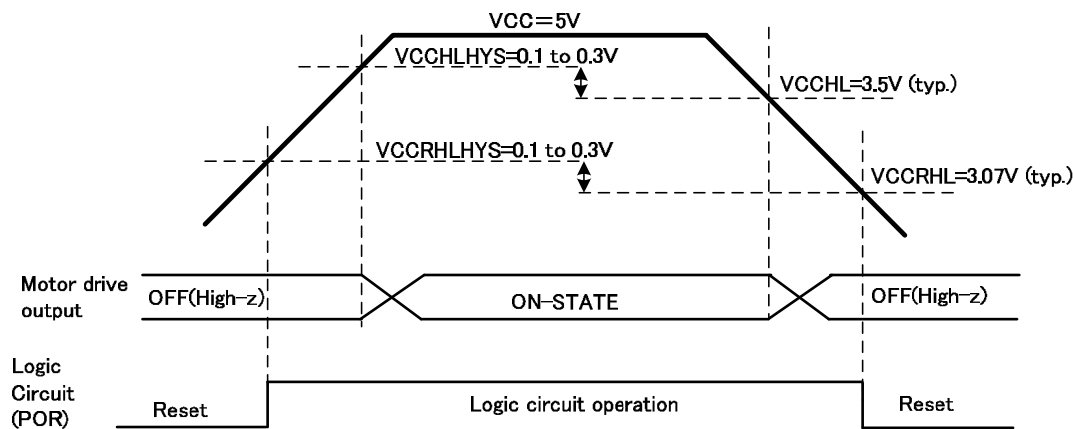 VCC=5V
VCCHLHYS=0.1 to 0.3V
VCCHL=3.5V (typ.)
VCCRHLHYS=0.1 to 0.3V
VCCRHL=3.07V (typ.)
Motor drive
output
OFF(High-z)
ON-STATE
OFF(High-z)
Logic
Circuit
(POR)
Reset
Logic circuit operation
Reset